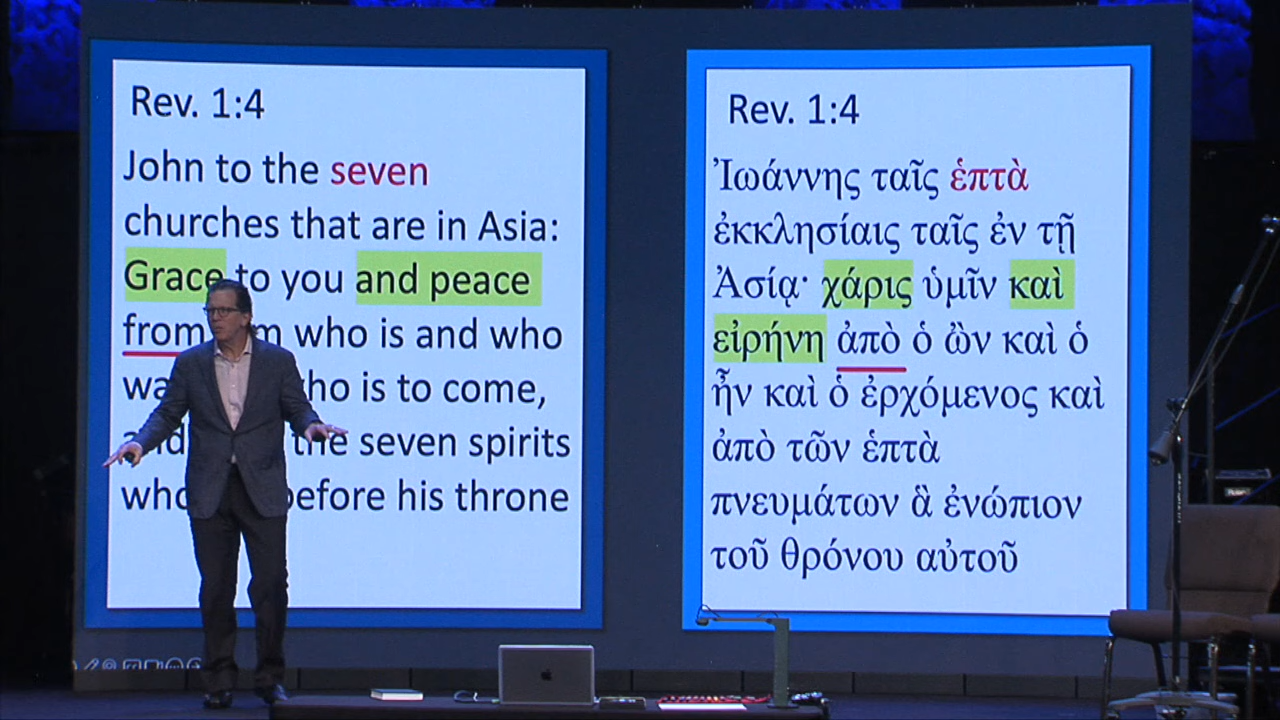 Rev. 1:4
John to the seven
churches that are in Asia:
Grace to you and peace
from who is and who
who is to come,
the seven spirits
before his throne
Rev. 1:4
Ἰωάννης ταῖς ἑπτὰ
ἐκκλησίαις ταῖς ἐν τῇ
Ἀσίᾳ· χάρις ὑμῖν καὶ
εἰρήνη ἀπὸ ὁ ὢν καὶ ὁ
ἦν καὶ ὁ ἐρχόμενος καὶ
ἀπὸ τῶν ἑπτὰ
πνευμάτων ἃ ἐνώπιον
τοῦ θρόνου αὐτοῦ